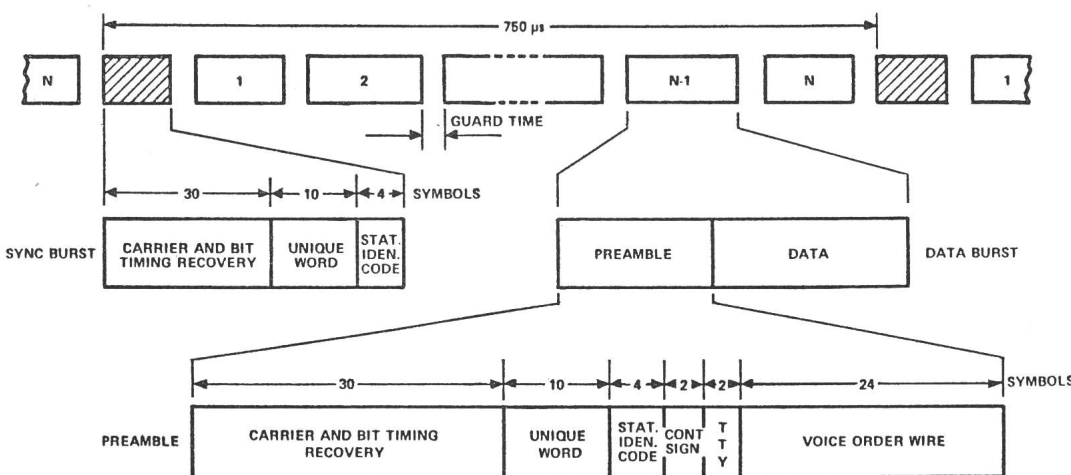 750 μs
N
1
2
N-1
N
1
GUARD TIME
30
10
4
SYMBOLS
SYNC BURST
CARRIER AND BIT
TIMING RECOVERY
UNIQUE
WORD
STAT.
IDEN.
CODE
PREAMBLE
DATA
DATA BURST
30
10
4
2
2
24
SYMBOLS
PREAMBLE
CARRIER AND BIT TIMING
RECOVERY
UNIQUE
WORD
STAT.
IDEN.
CODE
CONT
SIGN
T
T
Y
VOICE ORDER WIRE